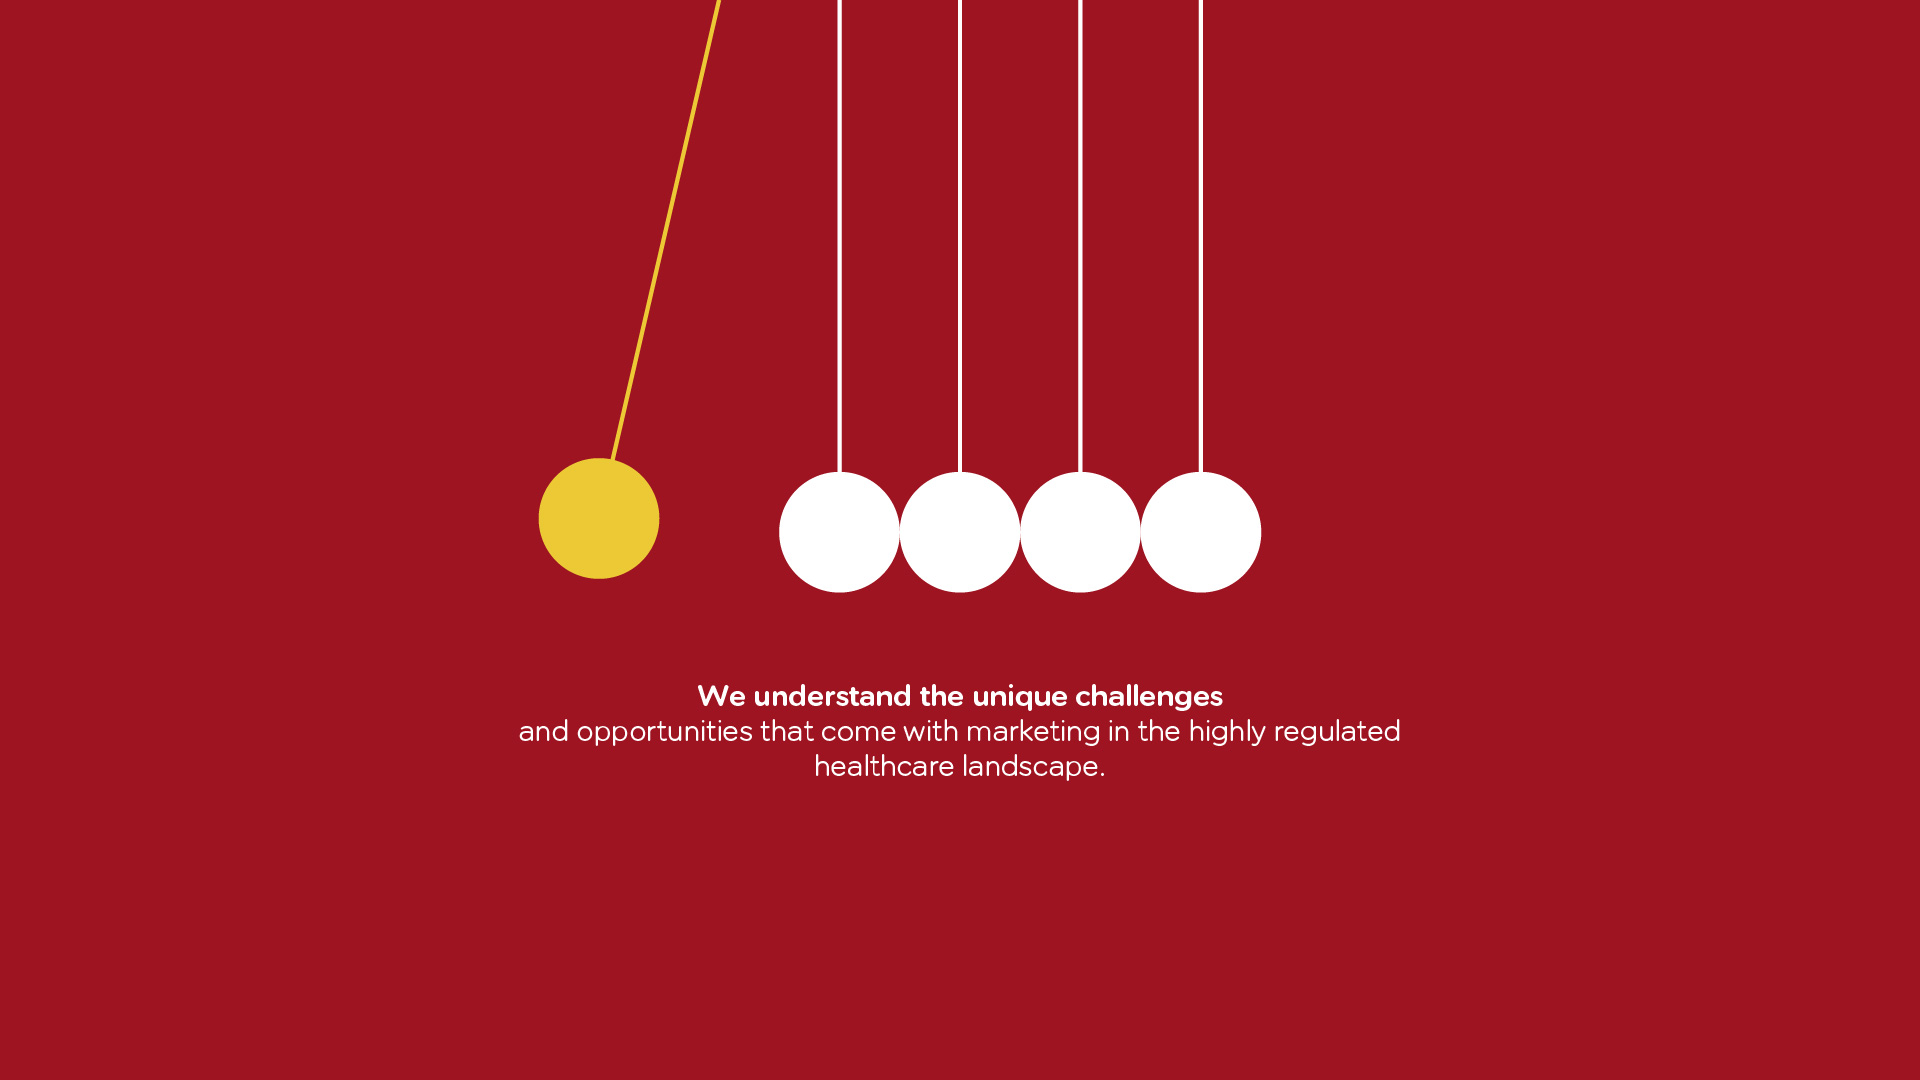 We understand the unique challenges
and opportunities that come with marketing in the highly regulated
healthcare landscape.